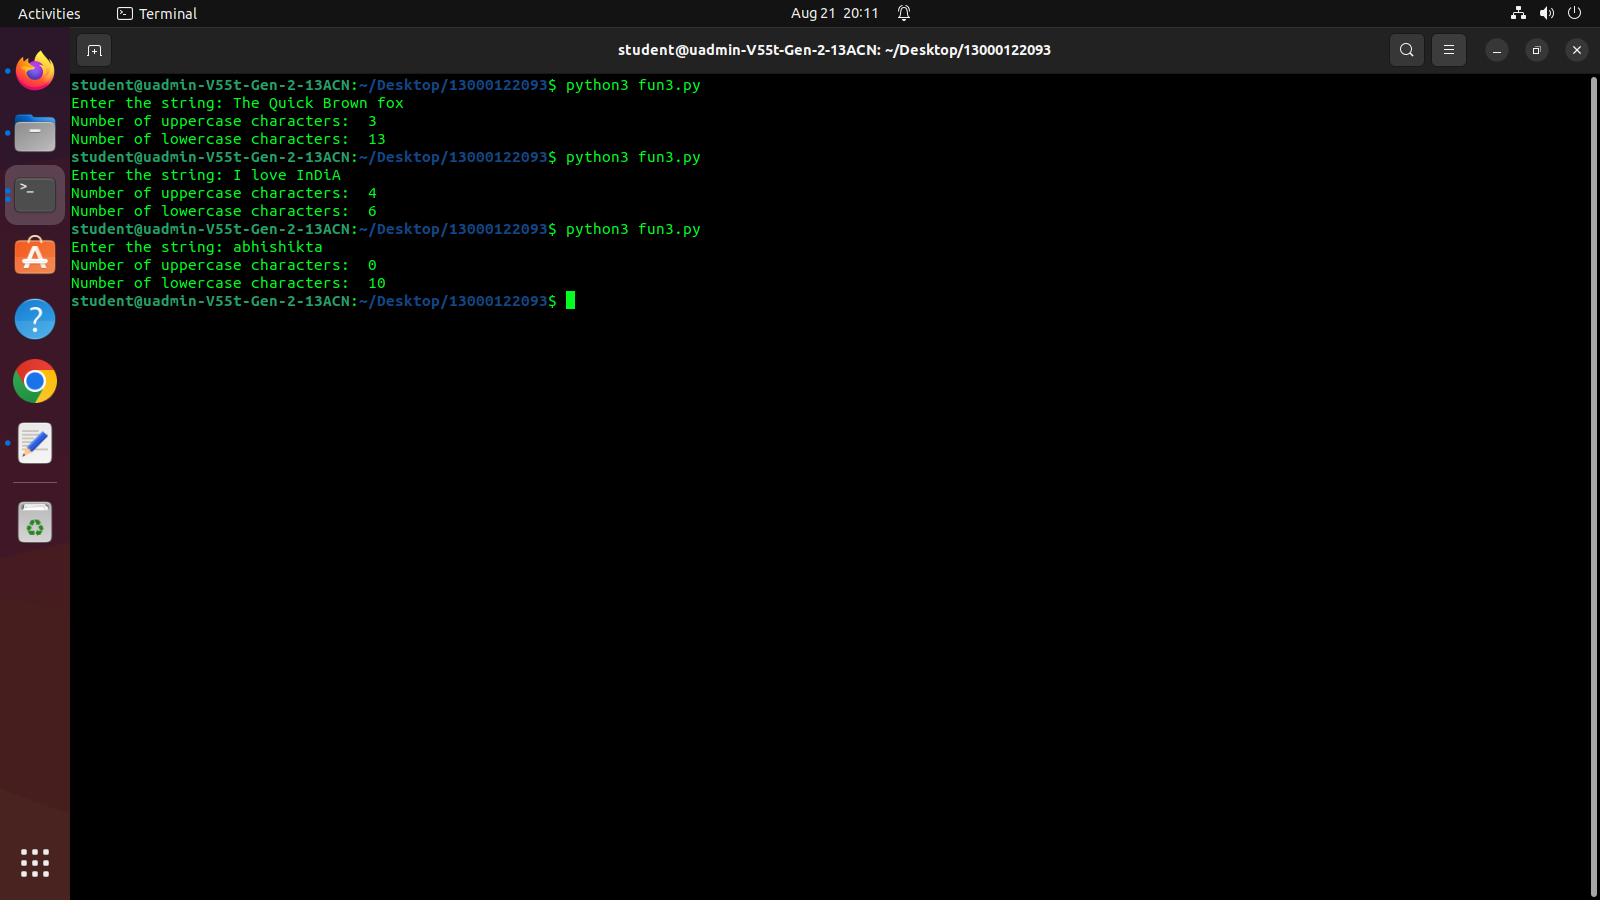 Activities
Terminal
Aug 21 20:11
student@uadmin-V55t-Gen-2-13ACN: ~/Desktop/13000122093
student@uadmin-V55t-Gen-2-13ACN:~/Desktop/13000122093$ python3 fun3.py
Enter the string: The Quick Brown fox
Number of uppercase characters:  3
Number of lowercase characters:  13
student@uadmin-V55t-Gen-2-13ACN:~/Desktop/13000122093$ python3 fun3.py
Enter the string: I love InDiA
Number of uppercase characters:  4
Number of lowercase characters:  6
student@uadmin-V55t-Gen-2-13ACN:~/Desktop/13000122093$ python3 fun3.py
Enter the string: abhishikta
Number of uppercase characters:  0
Number of lowercase characters:  10
student@uadmin-V55t-Gen-2-13ACN:~/Desktop/13000122093$